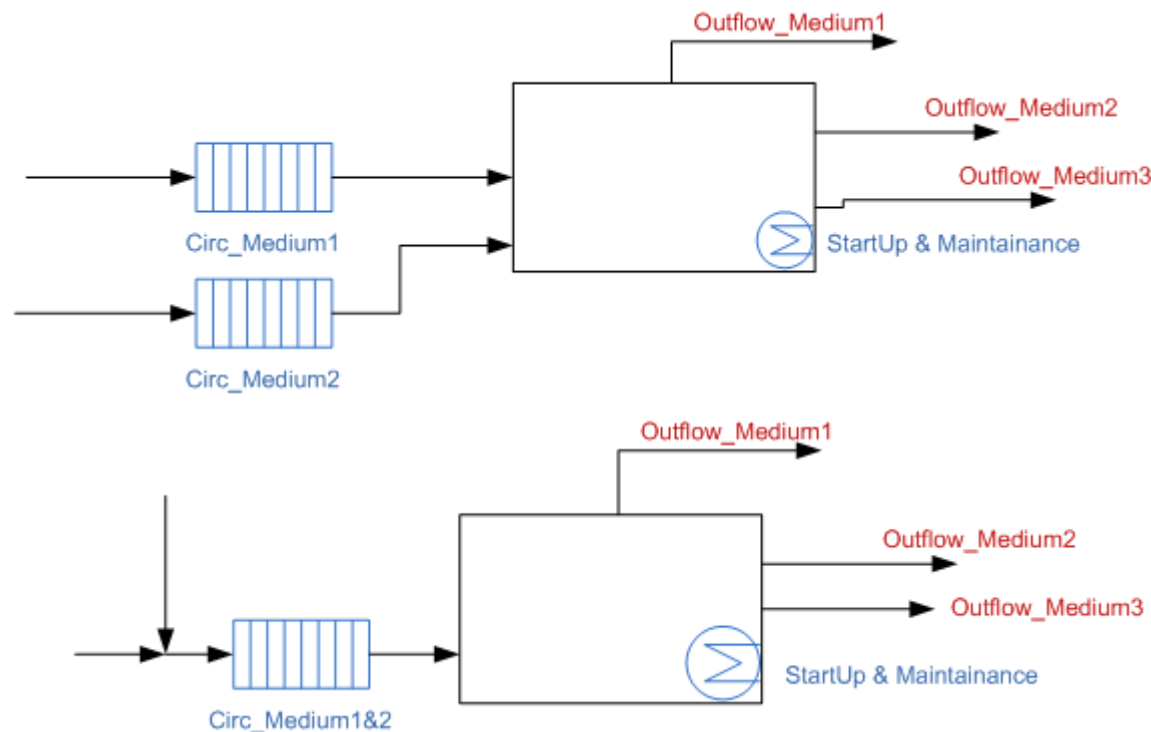 Outflow_Medium1
Outflow_Medium2
Outflow_Medium3
Circ_Medium1
StartUp & Maintainance
Circ_Medium2
Outflow_Medium1
Outflow_Medium2
Outflow_Medium3
StartUp & Maintainance
Circ_Medium1&2